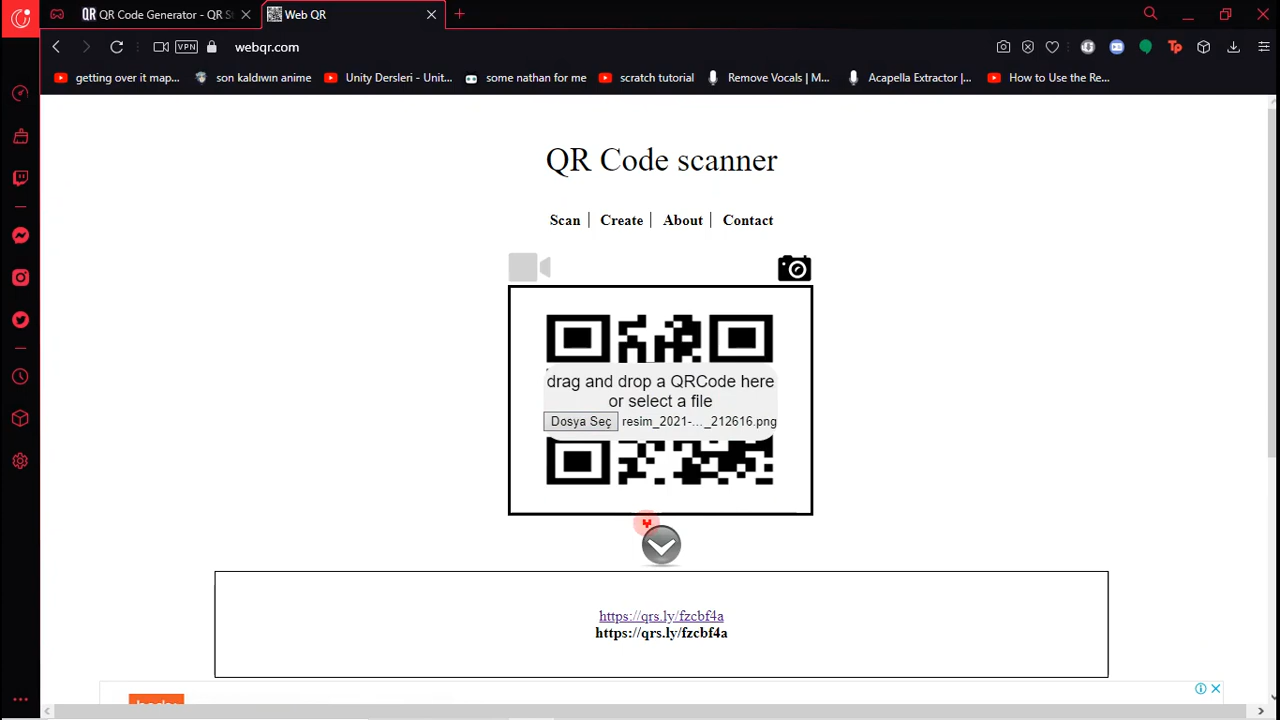 QR Code Generator - QR St
Web QR
VPN
webqr.com
getting over it map...
son kaldıwın anime
Unity Dersleri - Unit...
some nathan for me
scratch tutorial
Remove Vocals | M...
Acapella Extractor |...
How to Use the Re...
QR Code scanner
Scan | Create | About | Contact
drag and drop a QRCode here
or select a file
Dosya Seç resim_2021-..._212616.png
https://qrs.ly/fzcbf4a
https://qrs.ly/fzcbf4a